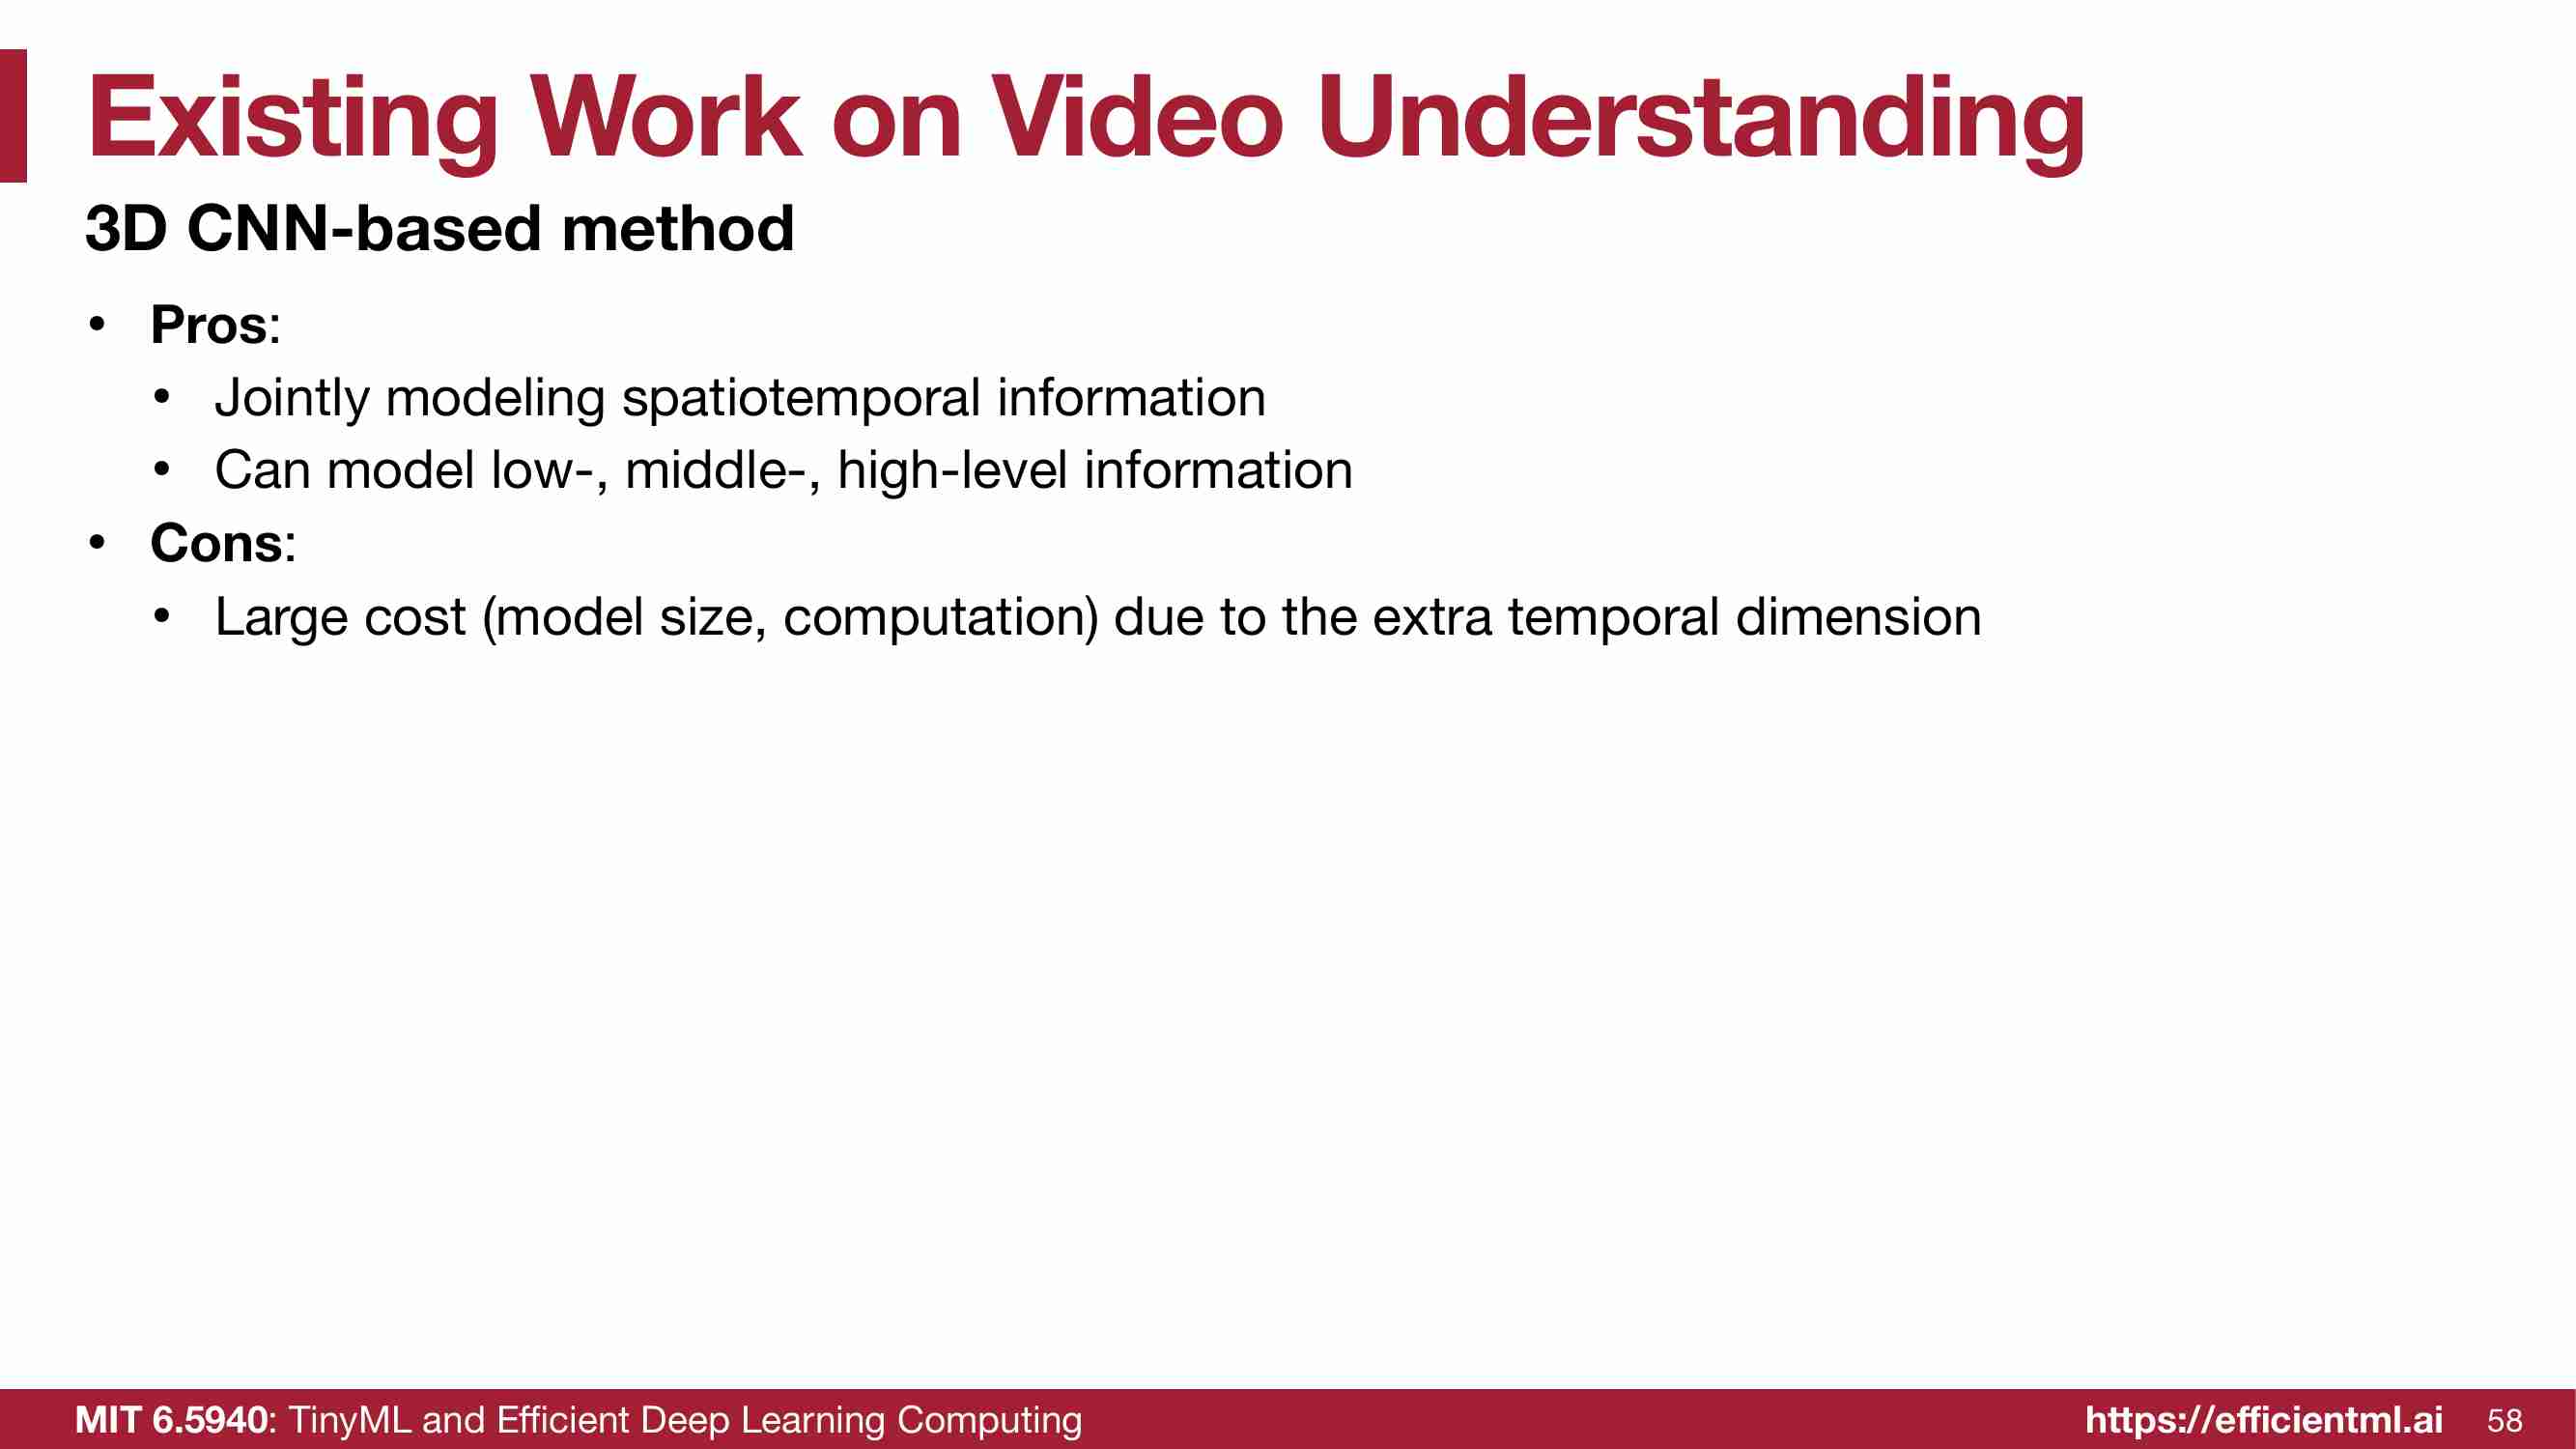 Existing Work on Video Understanding
3D CNN-based method
• Pros:
• Jointly modeling spatiotemporal information
• Can model low-, middle-, high-level information
• Cons:
• Large cost (model size, computation) due to the extra temporal dimension
MIT 6.5940: TinyML and Efficient Deep Learning Computing https://efficientml.ai 58